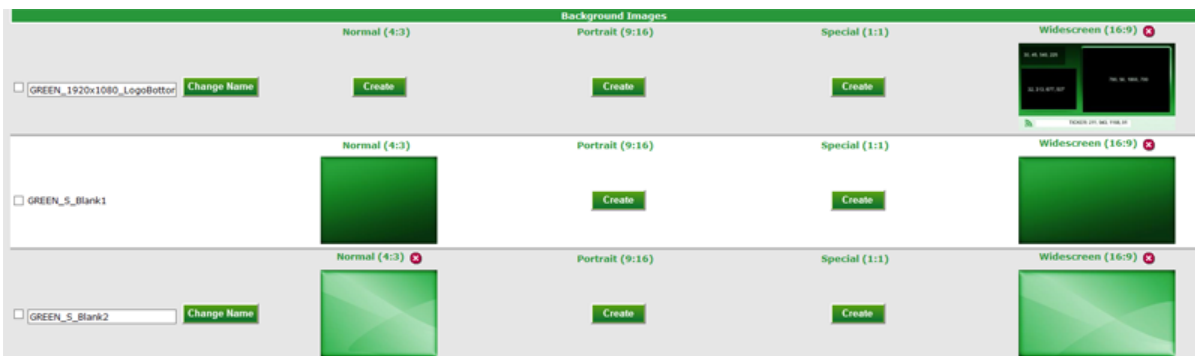 Background Images
Normal (4:3) Portrait (9:16) Special (1:1) Widescreen (16:9)
GREEN_1920x1080_LogoBottor Change Name Create Create Create
Normal (4:3) Portrait (9:16) Special (1:1) Widescreen (16:9)
GREEN_S_Blank1 Create Create
Normal (4:3) Portrait (9:16) Special (1:1) Widescreen (16:9)
GREEN_S_Blank2 Change Name Create Create